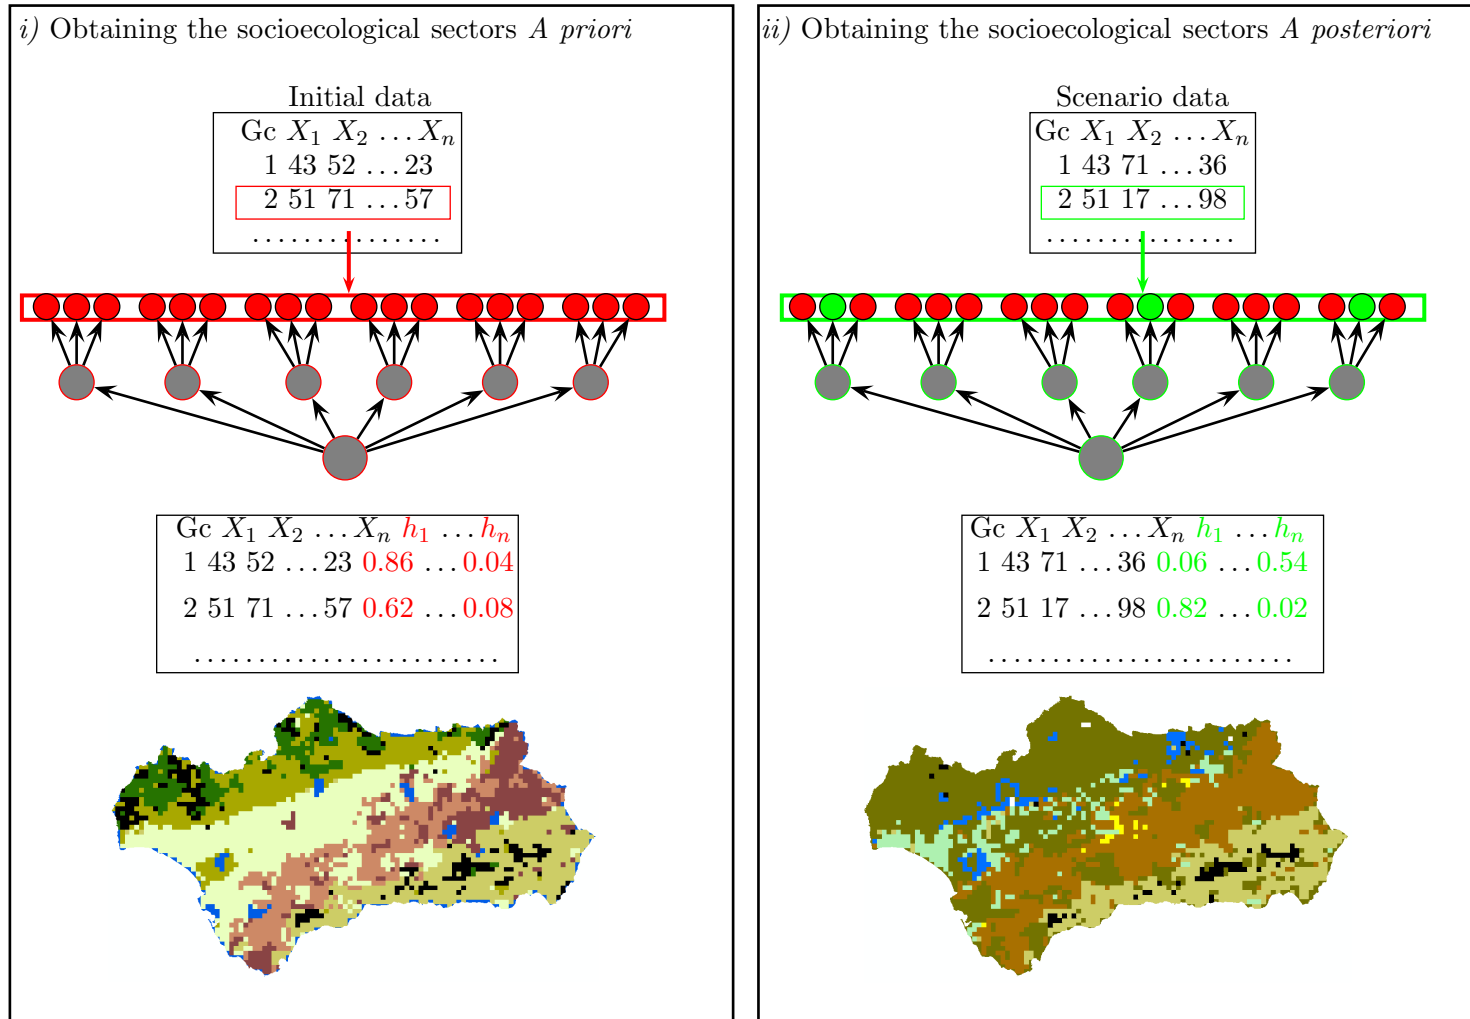 i) Obtaining the socioecological sectors A priori
Initial data
Gc X₁ X₂ ... Xₙ
1 43 52 ... 23
2 51 71 ... 57
...............
Gc X₁ X₂ ... Xₙ h₁ ... hₙ
1 43 52 ... 23 0.86 ... 0.04
2 51 71 ... 57 0.62 ... 0.08
........................
ii) Obtaining the socioecological sectors A posteriori
Scenario data
Gc X₁ X₂ ... Xₙ
1 43 71 ... 36
2 51 17 ... 98
...............
Gc X₁ X₂ ... Xₙ h₁ ... hₙ
1 43 71 ... 36 0.06 ... 0.54
2 51 17 ... 98 0.82 ... 0.02
........................